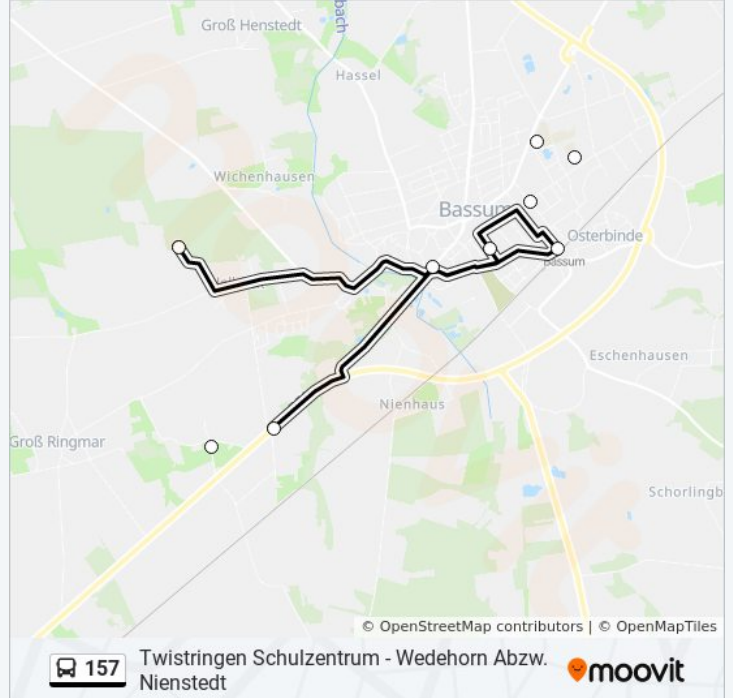 Groß Henstedt
bach
Hassel
Wichenhausen
Bassum
Osterbinde
Bassum
Eschenhausen
Nienhaus
Groß Ringmar
Schorlingb
© OpenStreetMap contributors | © OpenMapTiles
157
Twistringen Schulzentrum - Wedehorn Abzw.
Nienstedt
moovit